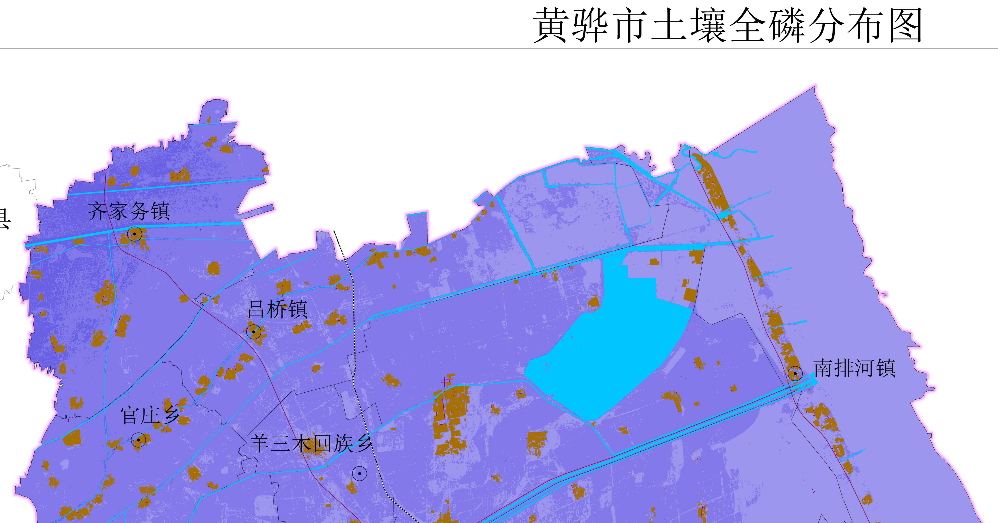 黄骅市土壤全磷分布图
齐家务镇
县
吕桥镇
南排河镇
官庄乡
羊三木回族乡